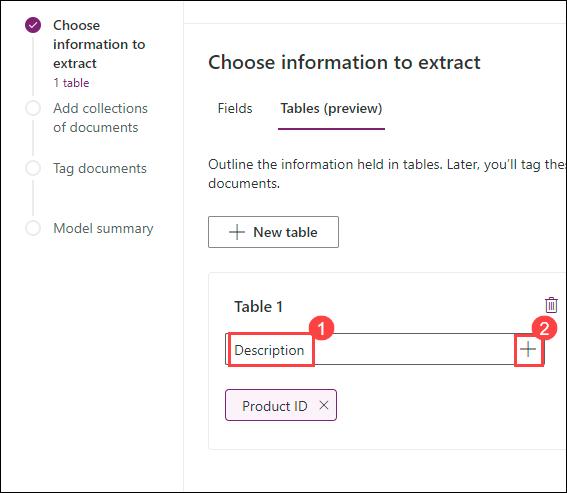 Choose
information to
extract
1 table
Add collections
of documents
Tag documents
Model summary
Choose information to extract
Fields
Tables (preview)
Outline the information held in tables. Later, you'll tag these
documents.
New table
Table 1
1
2
Description
Product ID